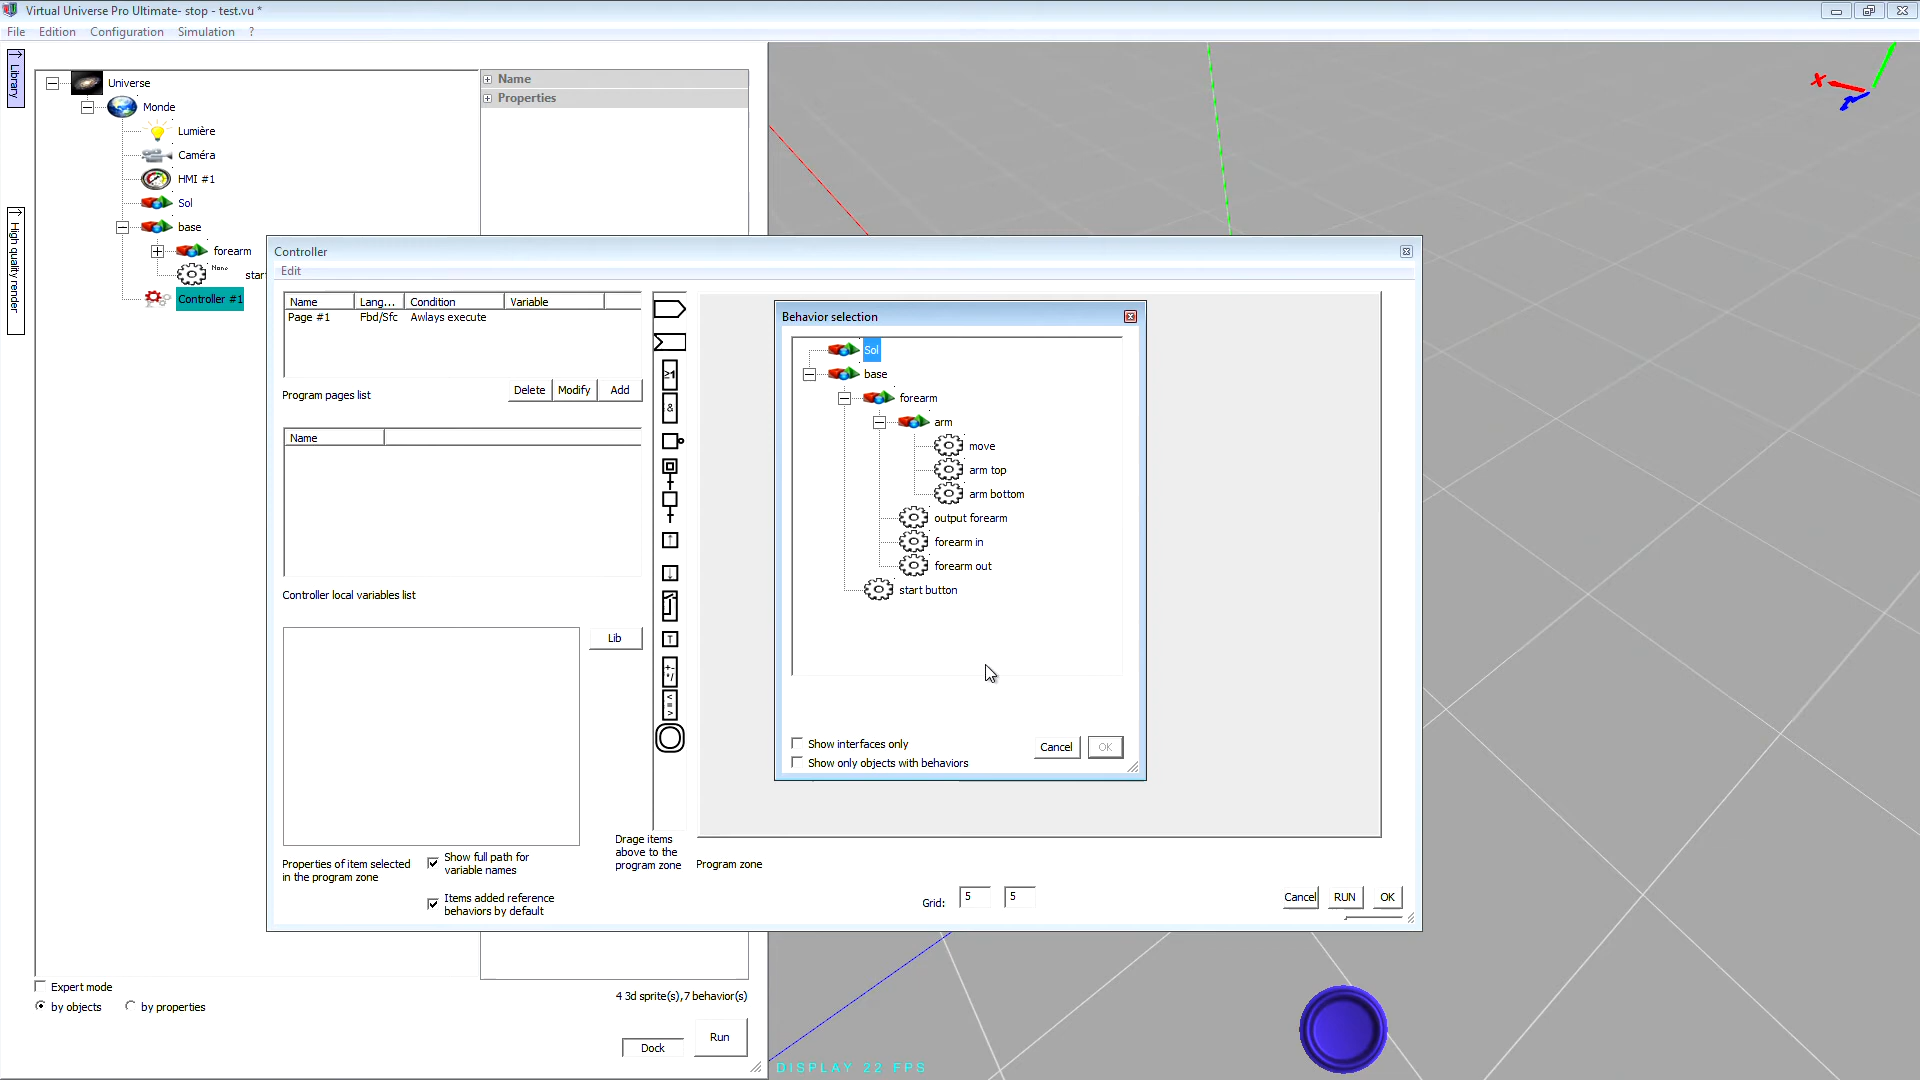 Virtual Universe Pro Ultimate- stop - test.vu *
File Edition Configuration Simulation ?
Library
High quality render
Universe
Monde
Lumière
Caméra
HMI #1
Sol
base
forearm
None
star
Controller #1
Name
Properties
Controller
Edit
Name Lang... Condition Variable
Page #1 Fbd/Sfc Awlays execute
Program pages list
Delete Modify Add
Name
Controller local variables list
Lib
≥1
&
T
+-
*/
<
=
>
Drage items
above to the
program zone
Program zone
Properties of item selected
in the program zone
Show full path for
variable names
Items added reference
behaviors by default
Grid: 5 5
Cancel RUN OK
Behavior selection
Sol
base
forearm
arm
move
arm top
arm bottom
output forearm
forearm in
forearm out
start button
Show interfaces only
Show only objects with behaviors
Cancel OK
Expert mode
by objects by properties
4 3d sprite(s),7 behavior(s)
Dock
Run
DISPLAY 22 FPS
X